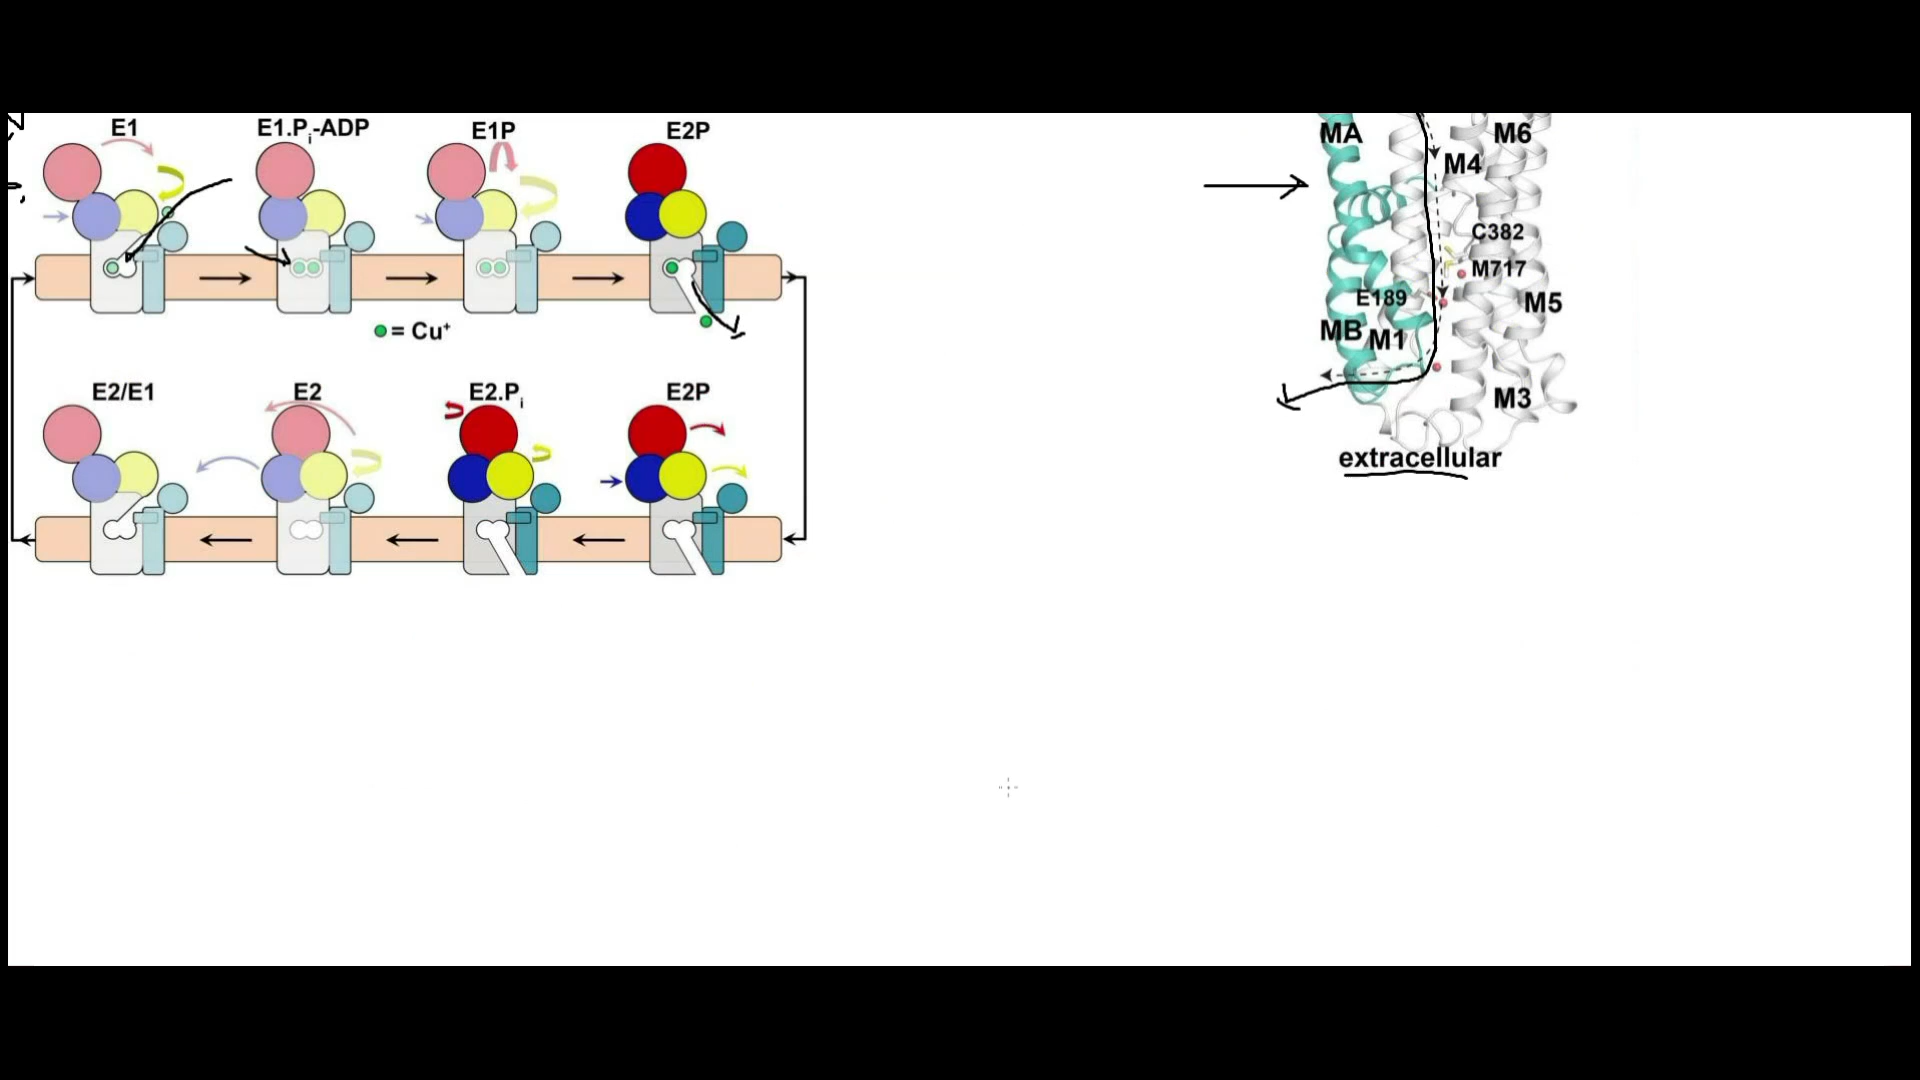 E1
E1.Pi-ADP
E1P
E2P
= Cu⁺
E2/E1
E2
E2.Pi
E2P
MA
M6
M4
C382
M717
E189
M5
MB
M1
M3
extracellular